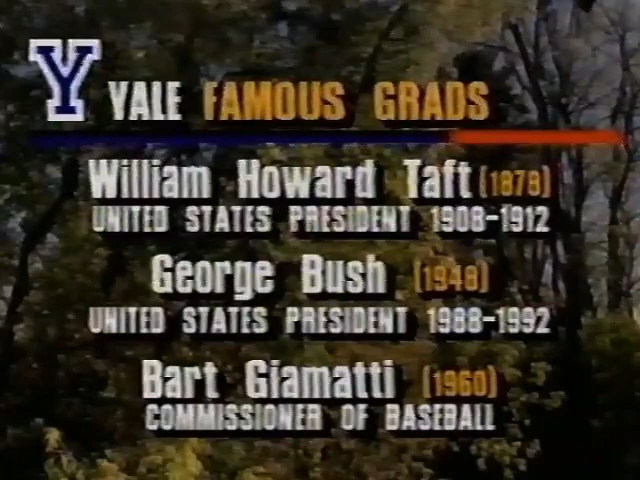 Y YALE FAMOUS GRADS
William Howard Taft (1878)
UNITED STATES PRESIDENT 1908-1912
George Bush (1948)
UNITED STATES PRESIDENT 1988-1992
Bart Giamatti (1960)
COMMISSIONER OF BASEBALL